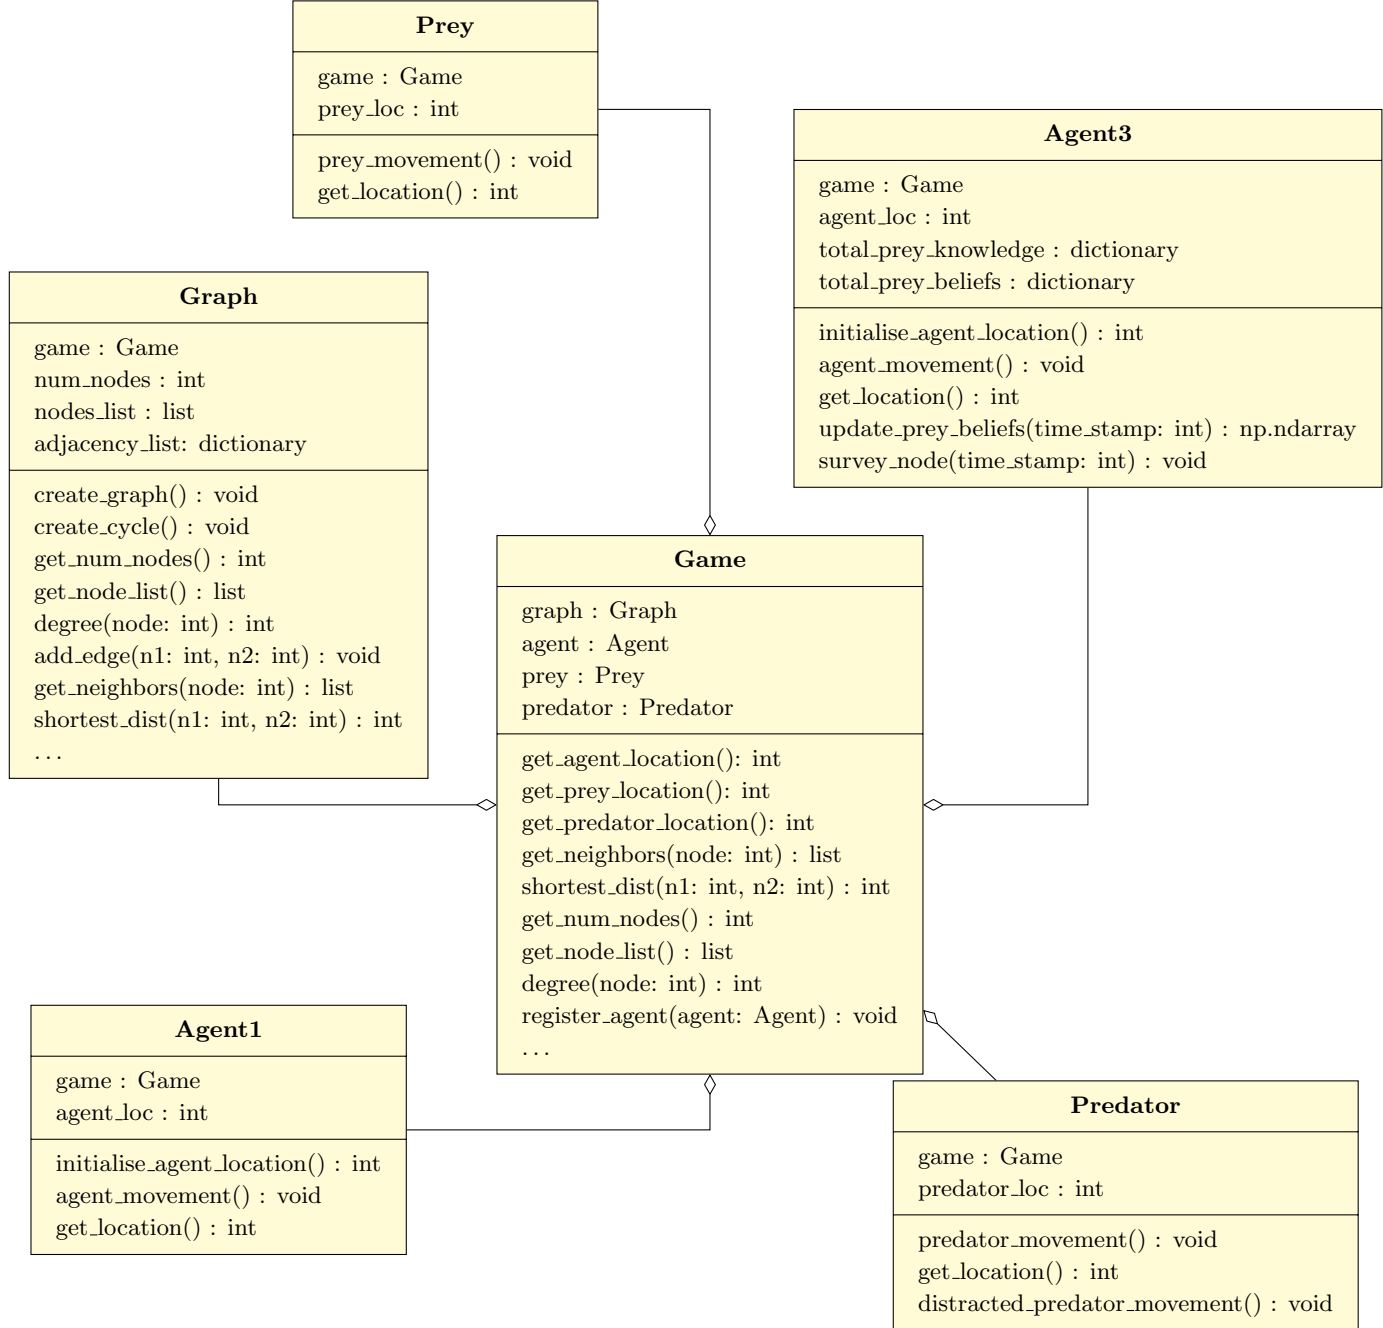 Prey
game : Game
prey_loc : int
prey_movement() : void
get_location() : int
Agent3
game : Game
agent_loc : int
total_prey_knowledge : dictionary
total_prey_beliefs : dictionary
initialise_agent_location() : int
agent_movement() : void
get_location() : int
update_prey_beliefs(time_stamp: int) : np.ndarray
survey_node(time_stamp: int) : void
Graph
game : Game
num_nodes : int
nodes_list : list
adjacency_list: dictionary
create_graph() : void
create_cycle() : void
get_num_nodes() : int
get_node_list() : list
degree(node: int) : int
add_edge(n1: int, n2: int) : void
get_neighbors(node: int) : list
shortest_dist(n1: int, n2: int) : int
...
Game
graph : Graph
agent : Agent
prey : Prey
predator : Predator
get_agent_location(): int
get_prey_location(): int
get_predator_location(): int
get_neighbors(node: int) : list
shortest_dist(n1: int, n2: int) : int
get_num_nodes() : int
get_node_list() : list
degree(node: int) : int
register_agent(agent: Agent) : void
...
Agent1
game : Game
agent_loc : int
initialise_agent_location() : int
agent_movement() : void
get_location() : int
Predator
game : Game
predator_loc : int
predator_movement() : void
get_location() : int
distracted_predator_movement() : void